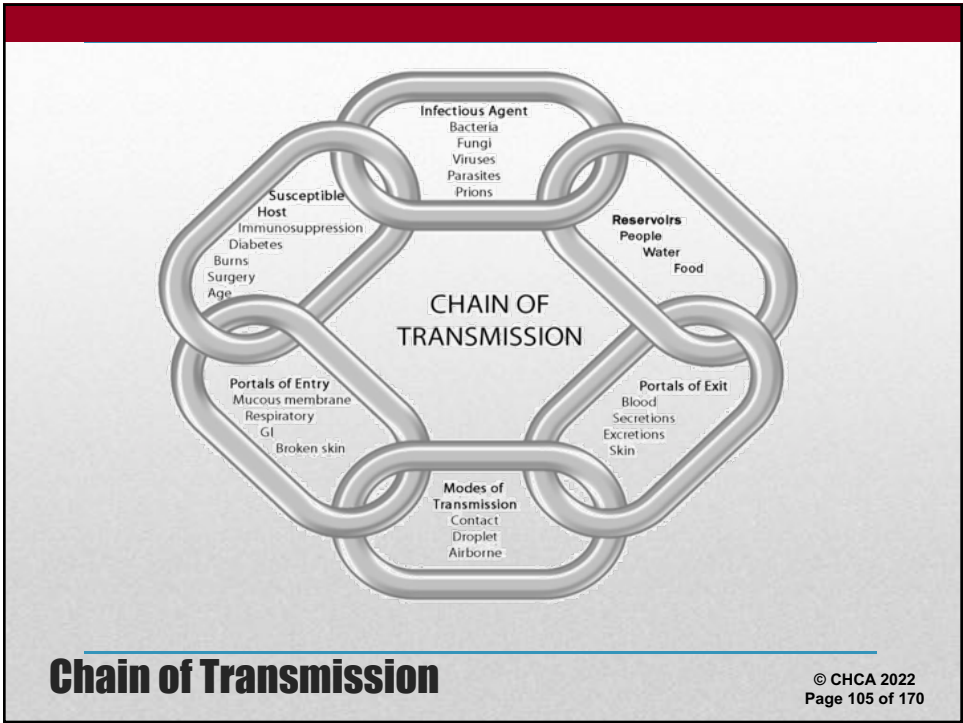 Infectious Agent
Bacteria
Fungi
Viruses
Parasites
Prions
Reservoirs
People
Water
Food
Portals of Exit
Blood
Secretions
Excretions
Skin
Modes of
Transmission
Contact
Droplet
Airborne
Portals of Entry
Mucous membrane
Respiratory
GI
Broken skin
Susceptible
Host
Immunosuppression
Diabetes
Burns
Surgery
Age
CHAIN OF
TRANSMISSION
Chain of Transmission
© CHCA 2022
Page 105 of 170